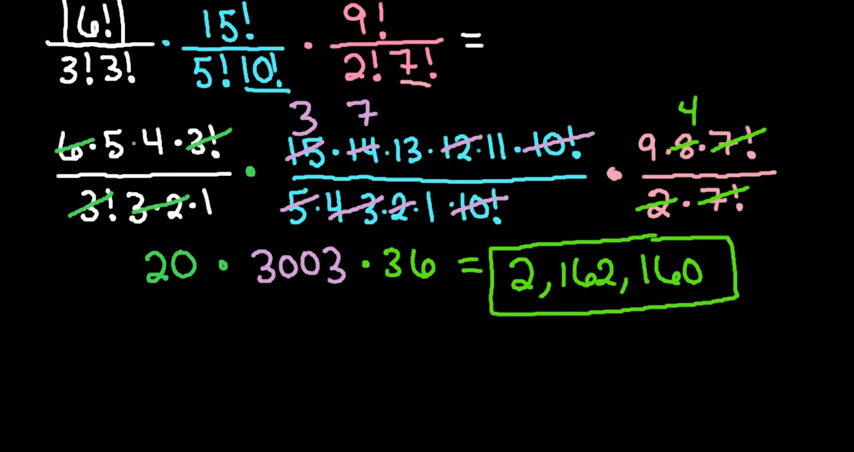 6!/3!3! · 15!/5!10! · 9!/2!7! =
3 7 4
6·5·4·3!/3!3·2·1 · 15·14·13·12·11·10!/5·4·3·2·1·10! · 9·8·7!/2·7!
20 · 3003 · 36 = 2,162,160